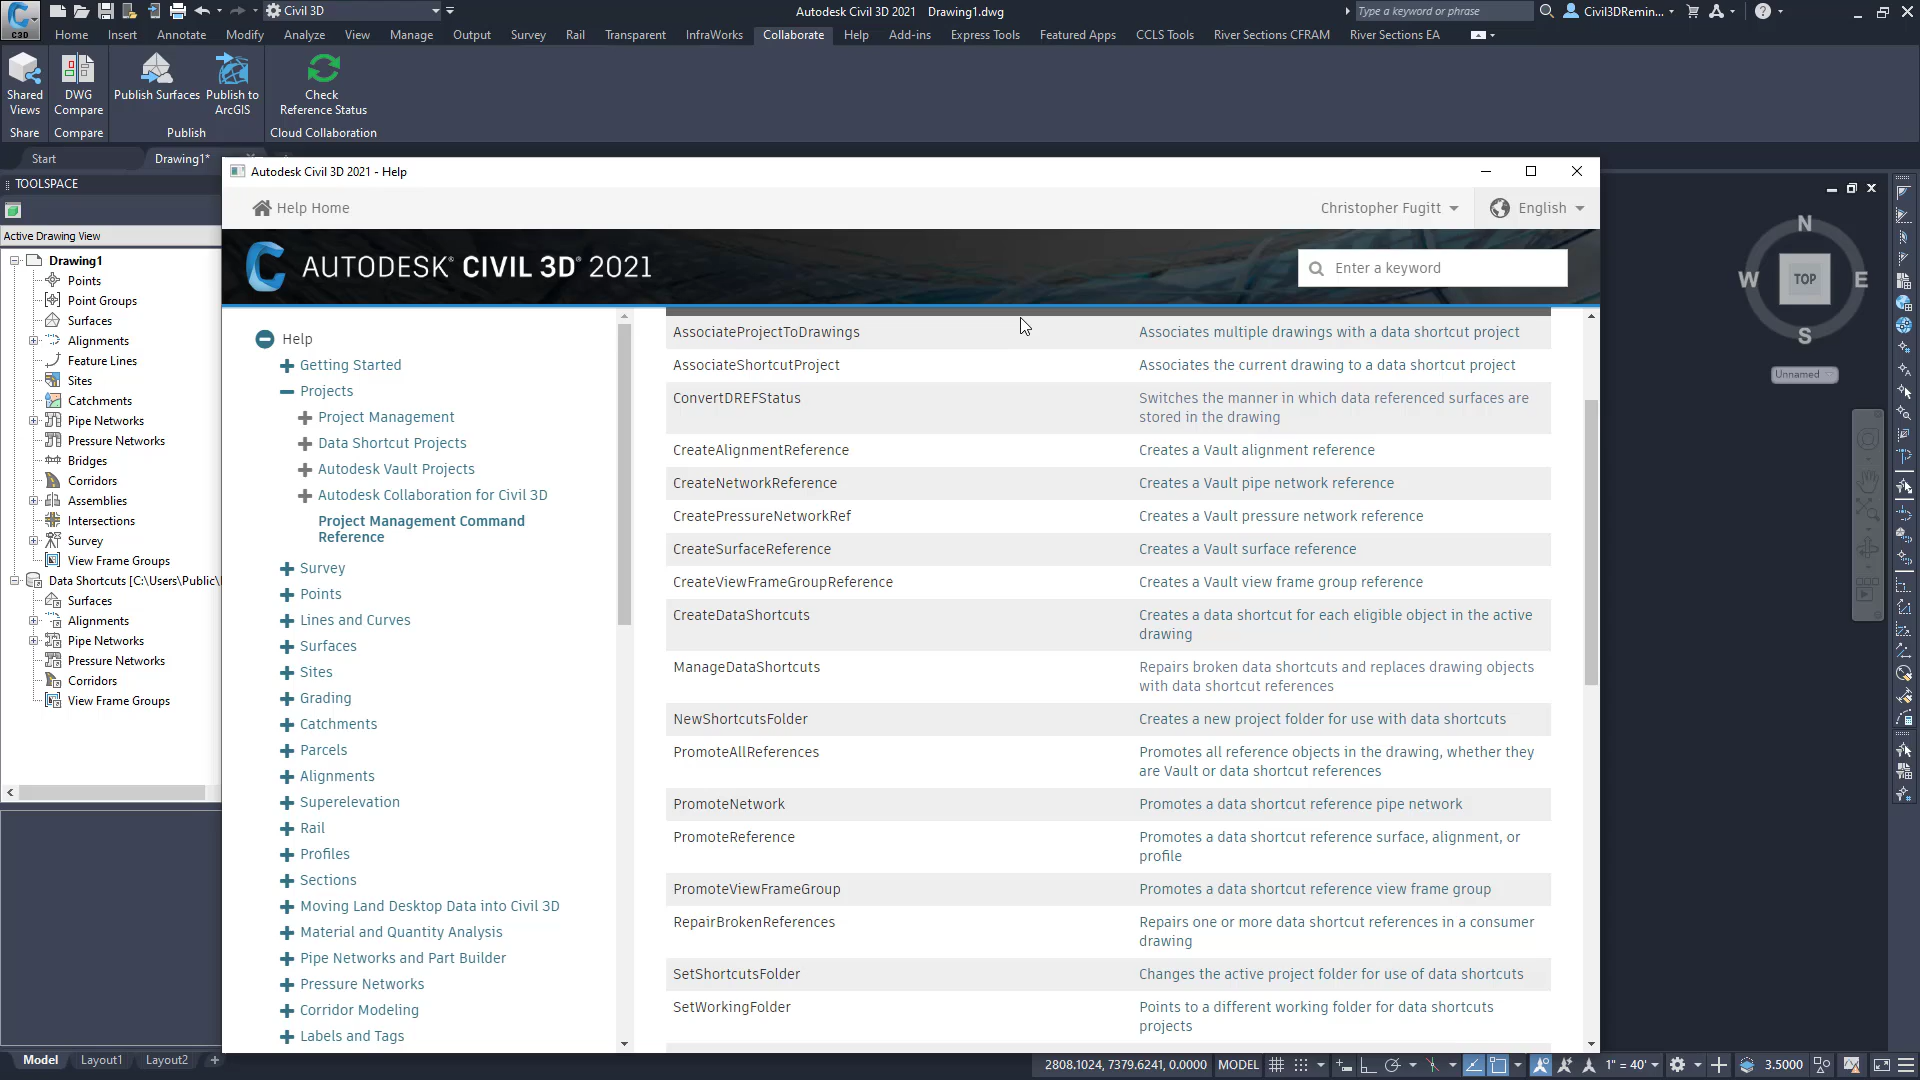 Civil 3D
Autodesk Civil 3D 2021 Drawing1.dwg
Type a keyword or phrase
Civil3DRemin...
C3D
Home Insert Annotate Modify Analyze View Manage Output Survey Rail Transparent InfraWorks Collaborate Help Add-ins Express Tools Featured Apps CCLS Tools River Sections CFRAM River Sections EA
Shared Views
DWG Compare
Publish Surfaces
Publish to ArcGIS
Check Reference Status
Share Compare Publish Cloud Collaboration
Start Drawing1*
TOOLSPACE
Active Drawing View
Drawing1
Points
Point Groups
Surfaces
Alignments
Feature Lines
Sites
Catchments
Pipe Networks
Pressure Networks
Bridges
Corridors
Assemblies
Intersections
Survey
View Frame Groups
Data Shortcuts [C:\Users\Public\
Surfaces
Alignments
Pipe Networks
Pressure Networks
Corridors
View Frame Groups
Autodesk Civil 3D 2021 - Help
Help Home
Christopher Fugitt
English
AUTODESK® CIVIL 3D® 2021
Enter a keyword
Help
Getting Started
Projects
Project Management
Data Shortcut Projects
Autodesk Vault Projects
Autodesk Collaboration for Civil 3D
Project Management Command
Reference
Survey
Points
Lines and Curves
Surfaces
Sites
Grading
Catchments
Parcels
Alignments
Superelevation
Rail
Profiles
Sections
Moving Land Desktop Data into Civil 3D
Material and Quantity Analysis
Pipe Networks and Part Builder
Pressure Networks
Corridor Modeling
Labels and Tags
AssociateProjectToDrawings Associates multiple drawings with a data shortcut project
AssociateShortcutProject Associates the current drawing to a data shortcut project
ConvertDREFStatus Switches the manner in which data referenced surfaces are
stored in the drawing
CreateAlignmentReference Creates a Vault alignment reference
CreateNetworkReference Creates a Vault pipe network reference
CreatePressureNetworkRef Creates a Vault pressure network reference
CreateSurfaceReference Creates a Vault surface reference
CreateViewFrameGroupReference Creates a Vault view frame group reference
CreateDataShortcuts Creates a data shortcut for each eligible object in the active
drawing
ManageDataShortcuts Repairs broken data shortcuts and replaces drawing objects
with data shortcut references
NewShortcutsFolder Creates a new project folder for use with data shortcuts
PromoteAllReferences Promotes all reference objects in the drawing, whether they
are Vault or data shortcut references
PromoteNetwork Promotes a data shortcut reference pipe network
PromoteReference Promotes a data shortcut reference surface, alignment, or
profile
PromoteViewFrameGroup Promotes a data shortcut reference view frame group
RepairBrokenReferences Repairs one or more data shortcut references in a consumer
drawing
SetShortcutsFolder Changes the active project folder for use of data shortcuts
SetWorkingFolder Points to a different working folder for data shortcuts
projects
N
W TOP E
S
Unnamed
Model Layout1 Layout2 +
2808.1024, 7379.6241, 0.0000 MODEL 1" = 40' 3.5000